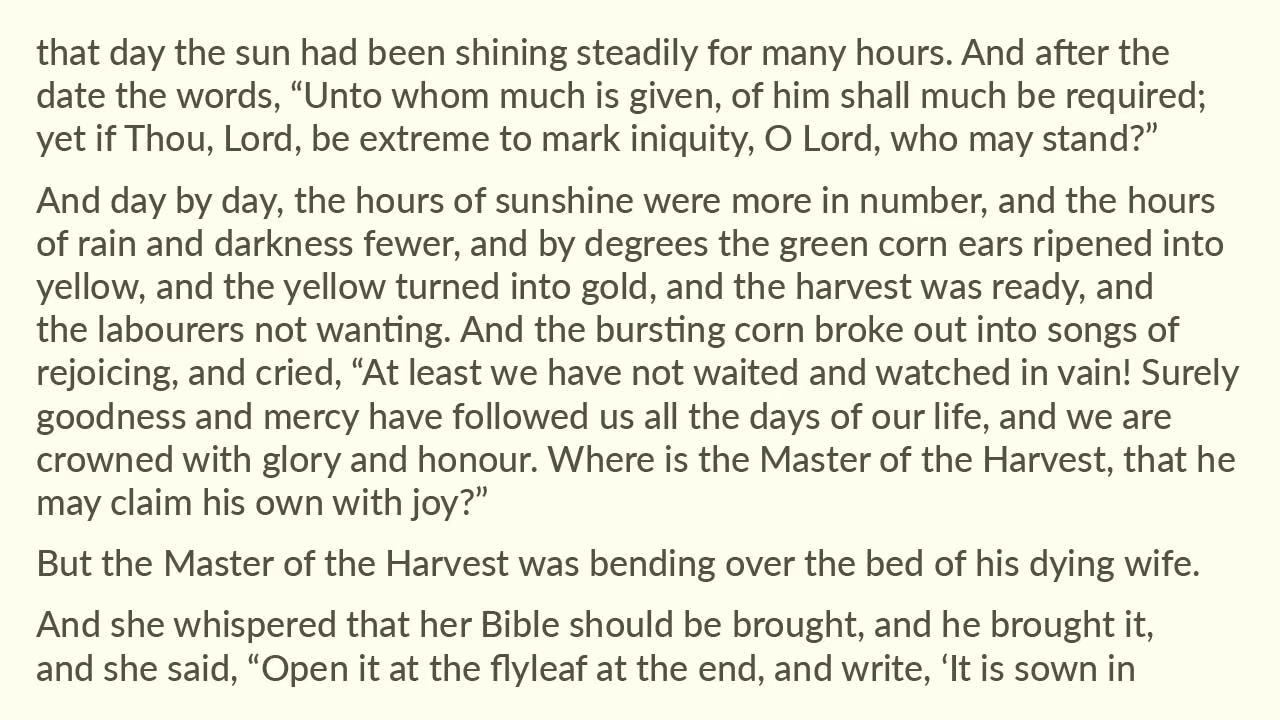 that day the sun had been shining steadily for many hours. And after the
date the words, “Unto whom much is given, of him shall much be required;
yet if Thou, Lord, be extreme to mark iniquity, O Lord, who may stand?”
And day by day, the hours of sunshine were more in number, and the hours
of rain and darkness fewer, and by degrees the green corn ears ripened into
yellow, and the yellow turned into gold, and the harvest was ready, and
the labourers not wanting. And the bursting corn broke out into songs of
rejoicing, and cried, “At least we have not waited and watched in vain! Surely
goodness and mercy have followed us all the days of our life, and we are
crowned with glory and honour. Where is the Master of the Harvest, that he
may claim his own with joy?”
But the Master of the Harvest was bending over the bed of his dying wife.
And she whispered that her Bible should be brought, and he brought it,
and she said, “Open it at the flyleaf at the end, and write, ‘It is sown in